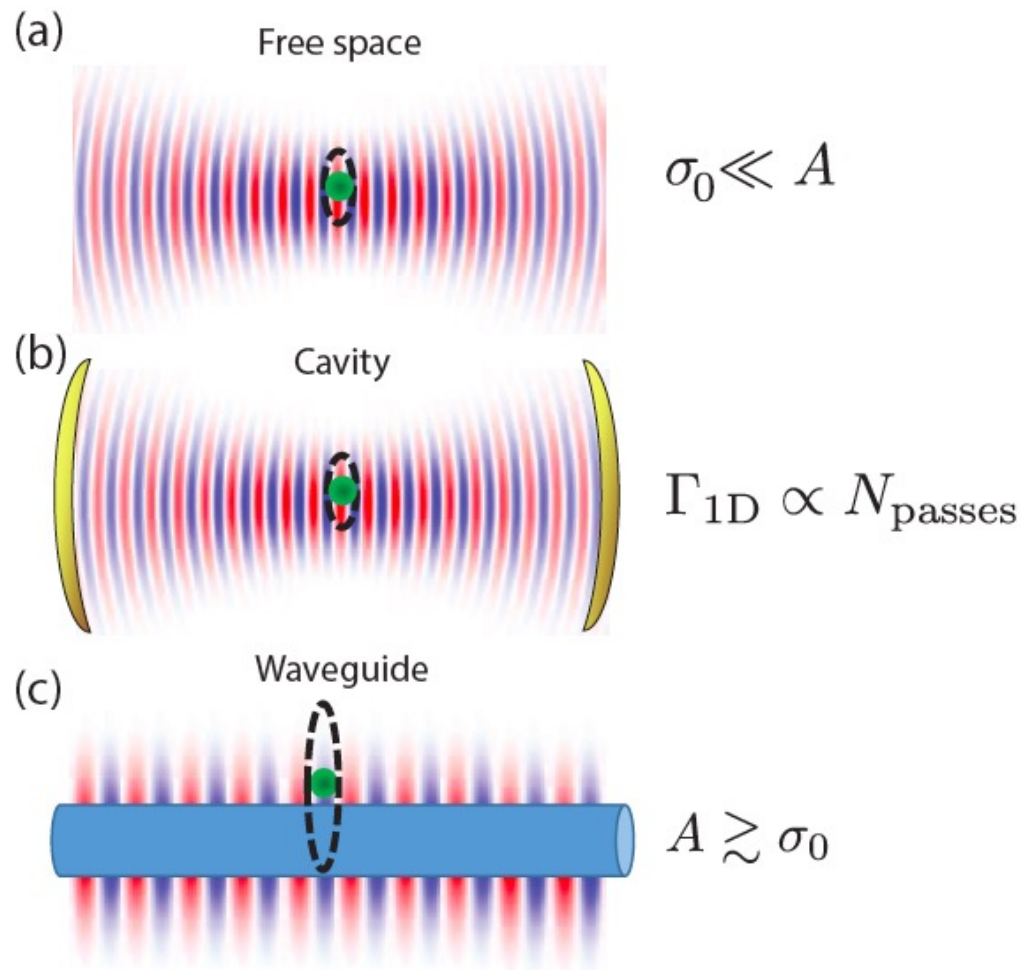 (a)
Free space
σ₀ ≪ A
(b)
Cavity
Γ₁D ∝ Nₚₐₛₛₑₛ
(c)
Waveguide
A ≳ σ₀